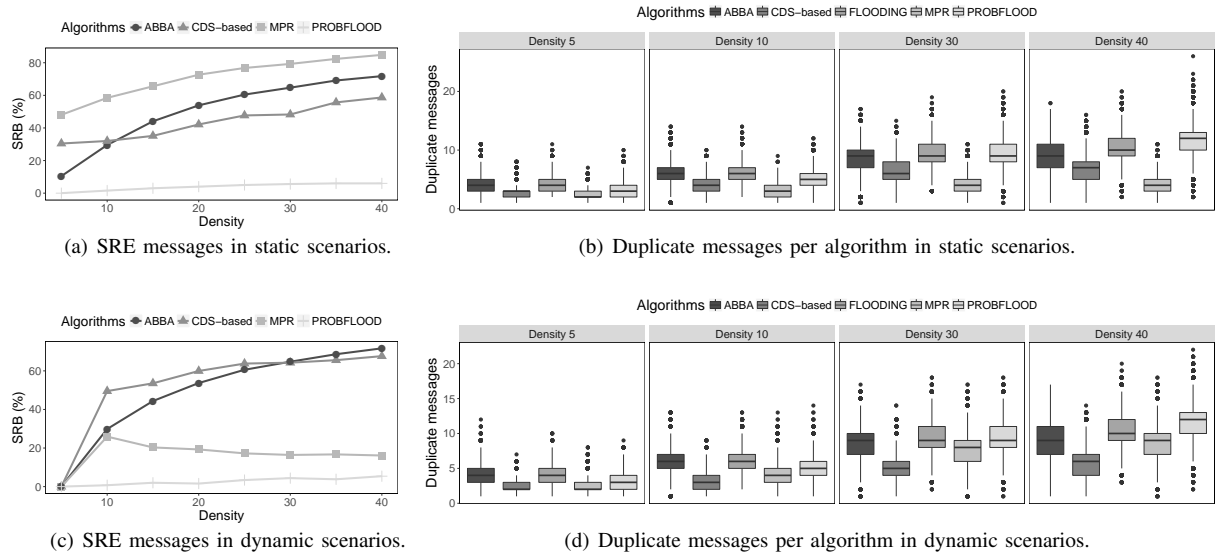 Algorithms ABBA CDS−based MPR PROBFLOOD
SRB (%)
80
60
40
20
0
10 20 30 40
Density
(a) SRE messages in static scenarios.
Algorithms ABBA CDS−based FLOODING MPR PROBFLOOD
Density 5 Density 10 Density 30 Density 40
Duplicate messages
20
10
0
(b) Duplicate messages per algorithm in static scenarios.
Algorithms ABBA CDS−based MPR PROBFLOOD
SRB (%)
60
40
20
0
10 20 30 40
Density
(c) SRE messages in dynamic scenarios.
Algorithms ABBA CDS−based FLOODING MPR PROBFLOOD
Density 5 Density 10 Density 30 Density 40
Duplicate messages
20
15
10
5
0
(d) Duplicate messages per algorithm in dynamic scenarios.